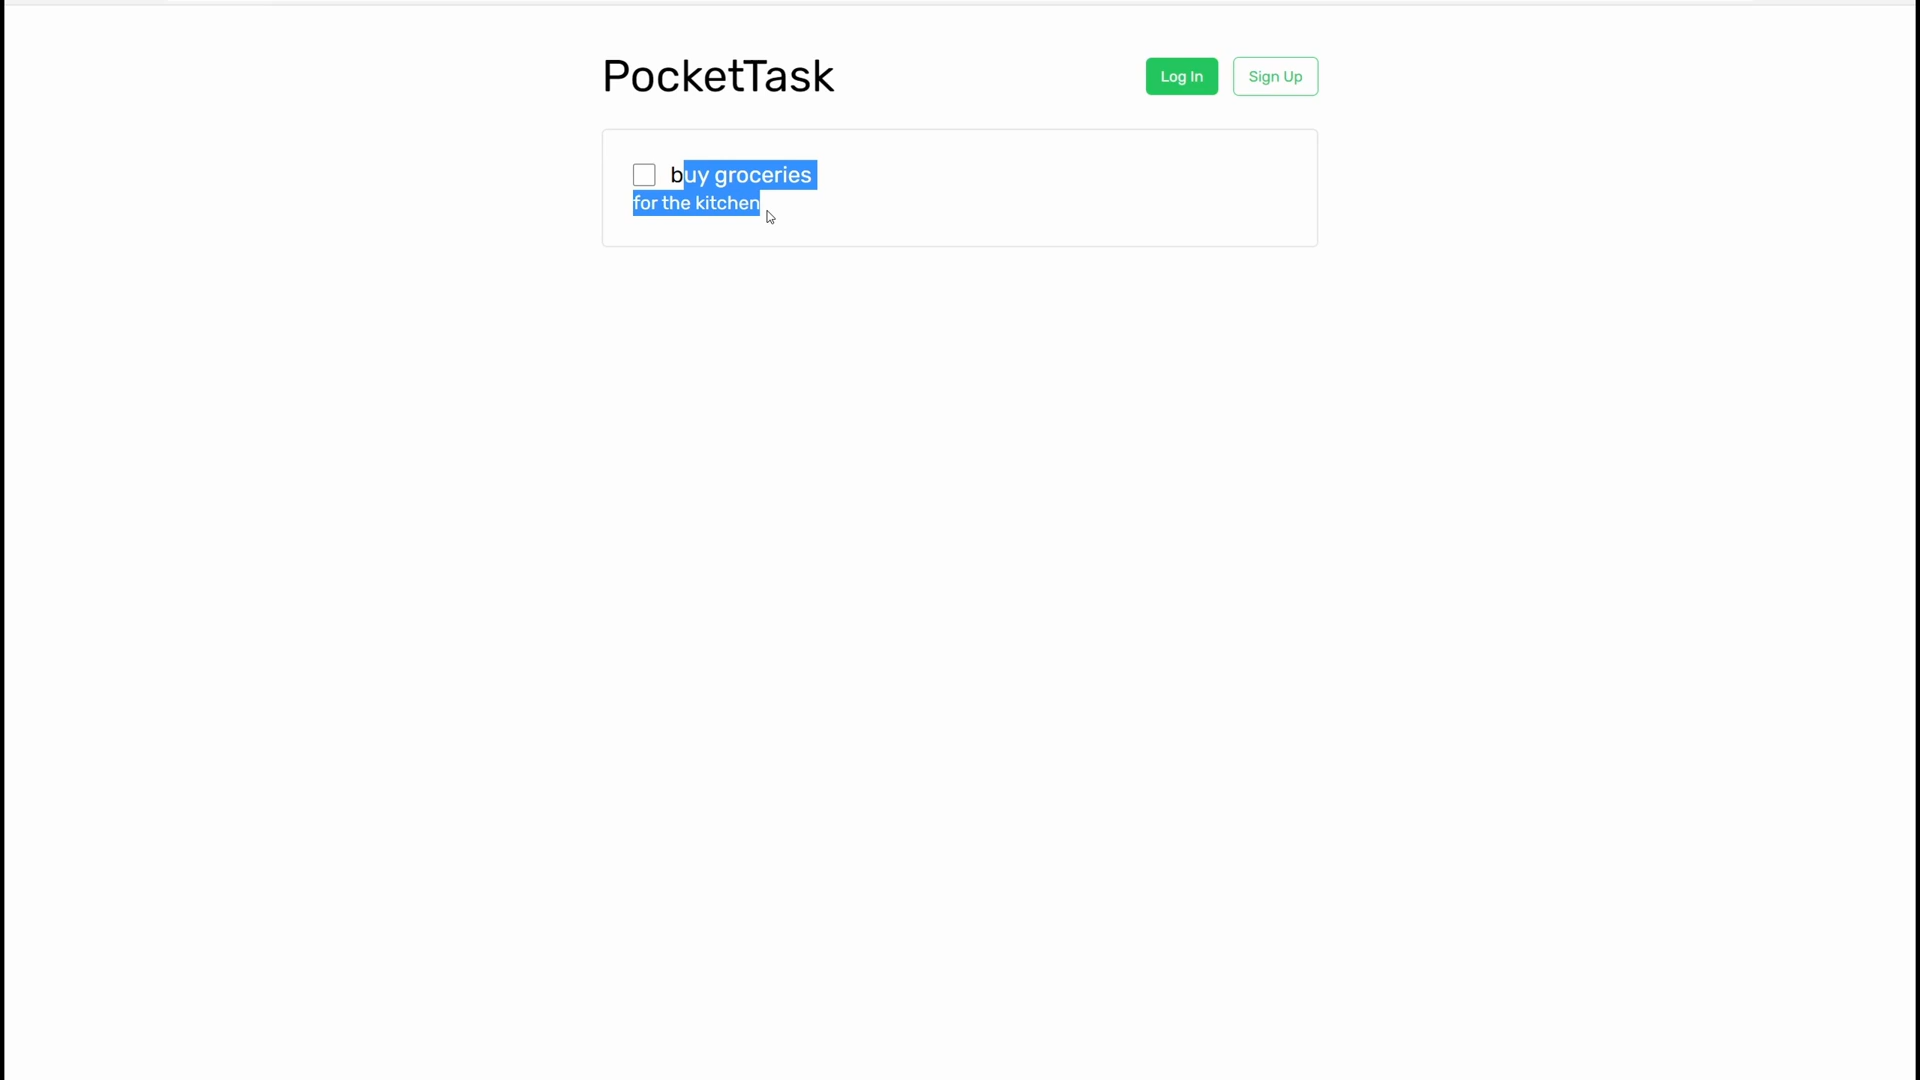 PocketTask
Log In
Sign Up
buy groceries
for the kitchen